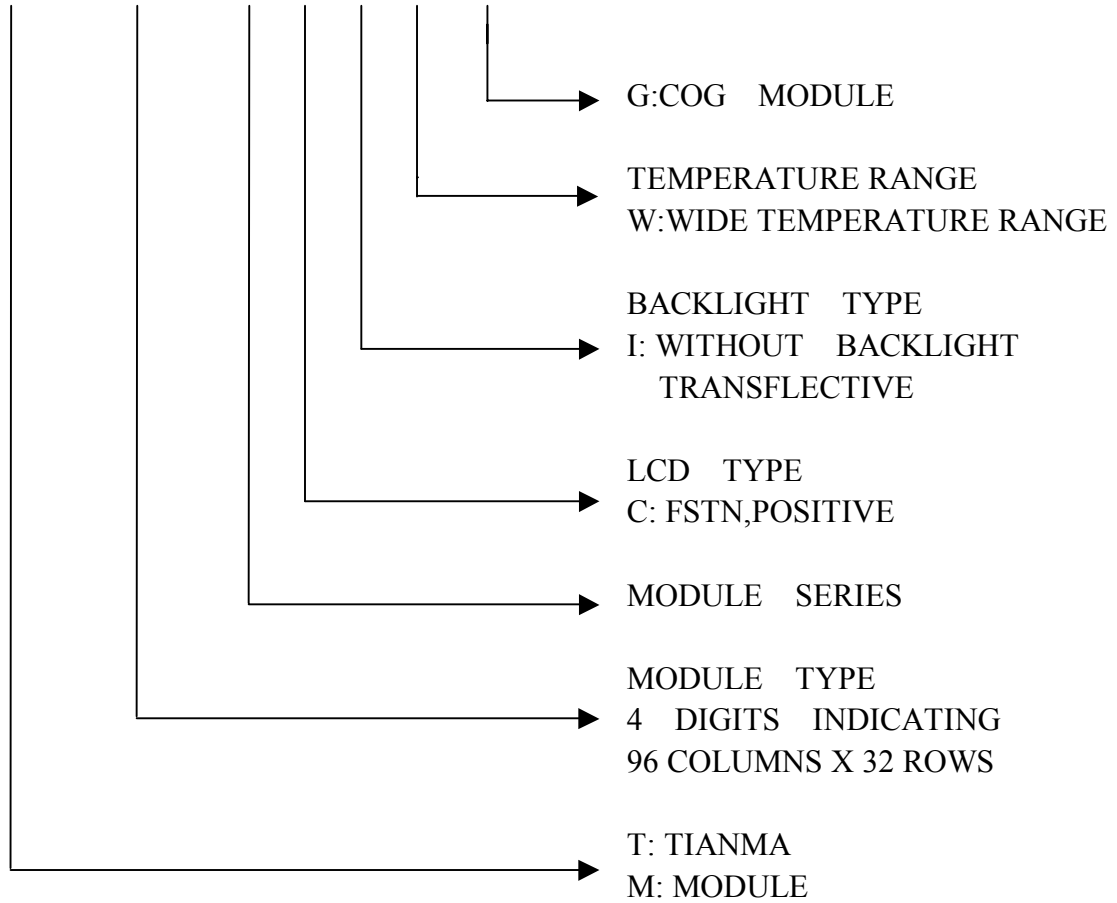 G:COG MODULE
TEMPERATURE RANGE
W:WIDE TEMPERATURE RANGE
BACKLIGHT TYPE
I: WITHOUT BACKLIGHT
TRANSFLECTIVE
LCD TYPE
C: FSTN,POSITIVE
MODULE SERIES
MODULE TYPE
4 DIGITS INDICATING
96 COLUMNS X 32 ROWS
T: TIANMA
M: MODULE